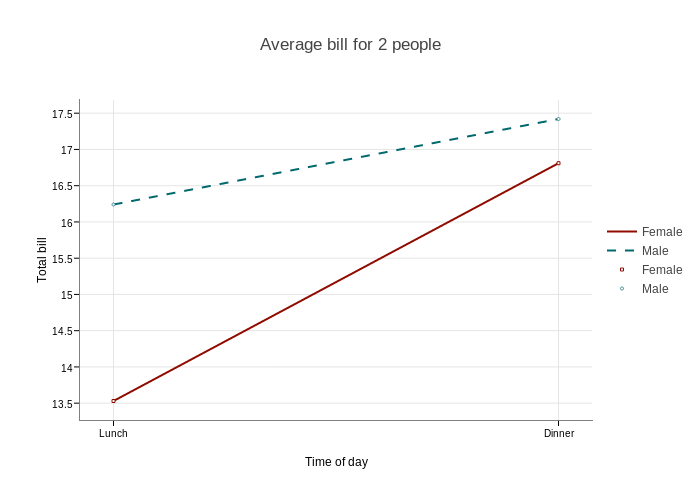 Average bill for 2 people
Total bill
17.5
17
16.5
16
15.5
15
14.5
14
13.5
Lunch
Dinner
Time of day
Female
Male
Female
Male